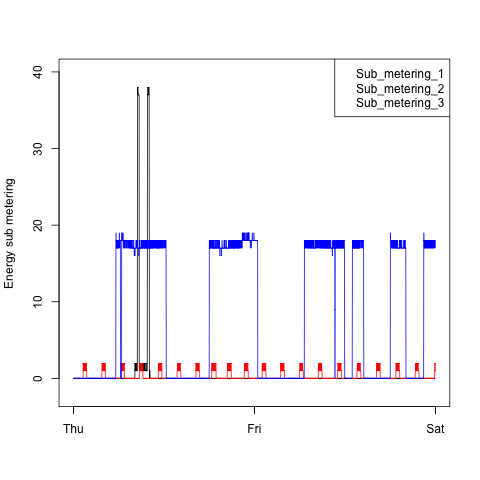 Sub_metering_1
Sub_metering_2
Sub_metering_3
Energy sub metering
40
30
20
10
0
Thu
Fri
Sat